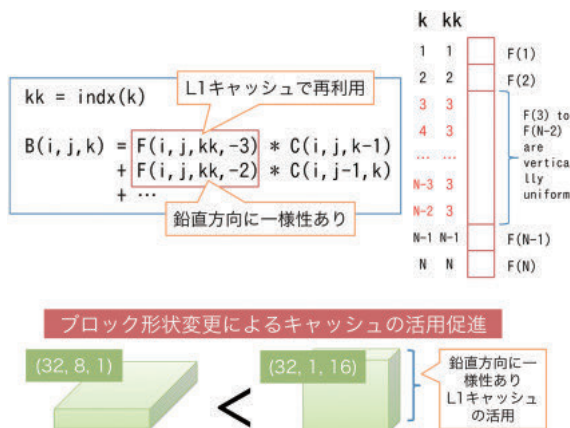 kk = indx(k)
L1キャッシュで再利用
B(i,j,k) = F(i,j,kk,-3) * C(i,j,k-1)
+ F(i,j,kk,-2) * C(i,j-1,k)
+ …
鉛直方向に一様性あり
k kk
1 1 F(1)
2 2 F(2)
3 3
4 3
… …
N-3 3
N-2 3
N-1 N-1 F(N-1)
N N F(N)
F(3) to
F(N-2)
are
vertica
lly
uniform
ブロック形状変更によるキャッシュの活用促進
(32, 8, 1)
<
(32, 1, 16)
鉛直方向に一
様性あり
L1キャッシュ
の活用